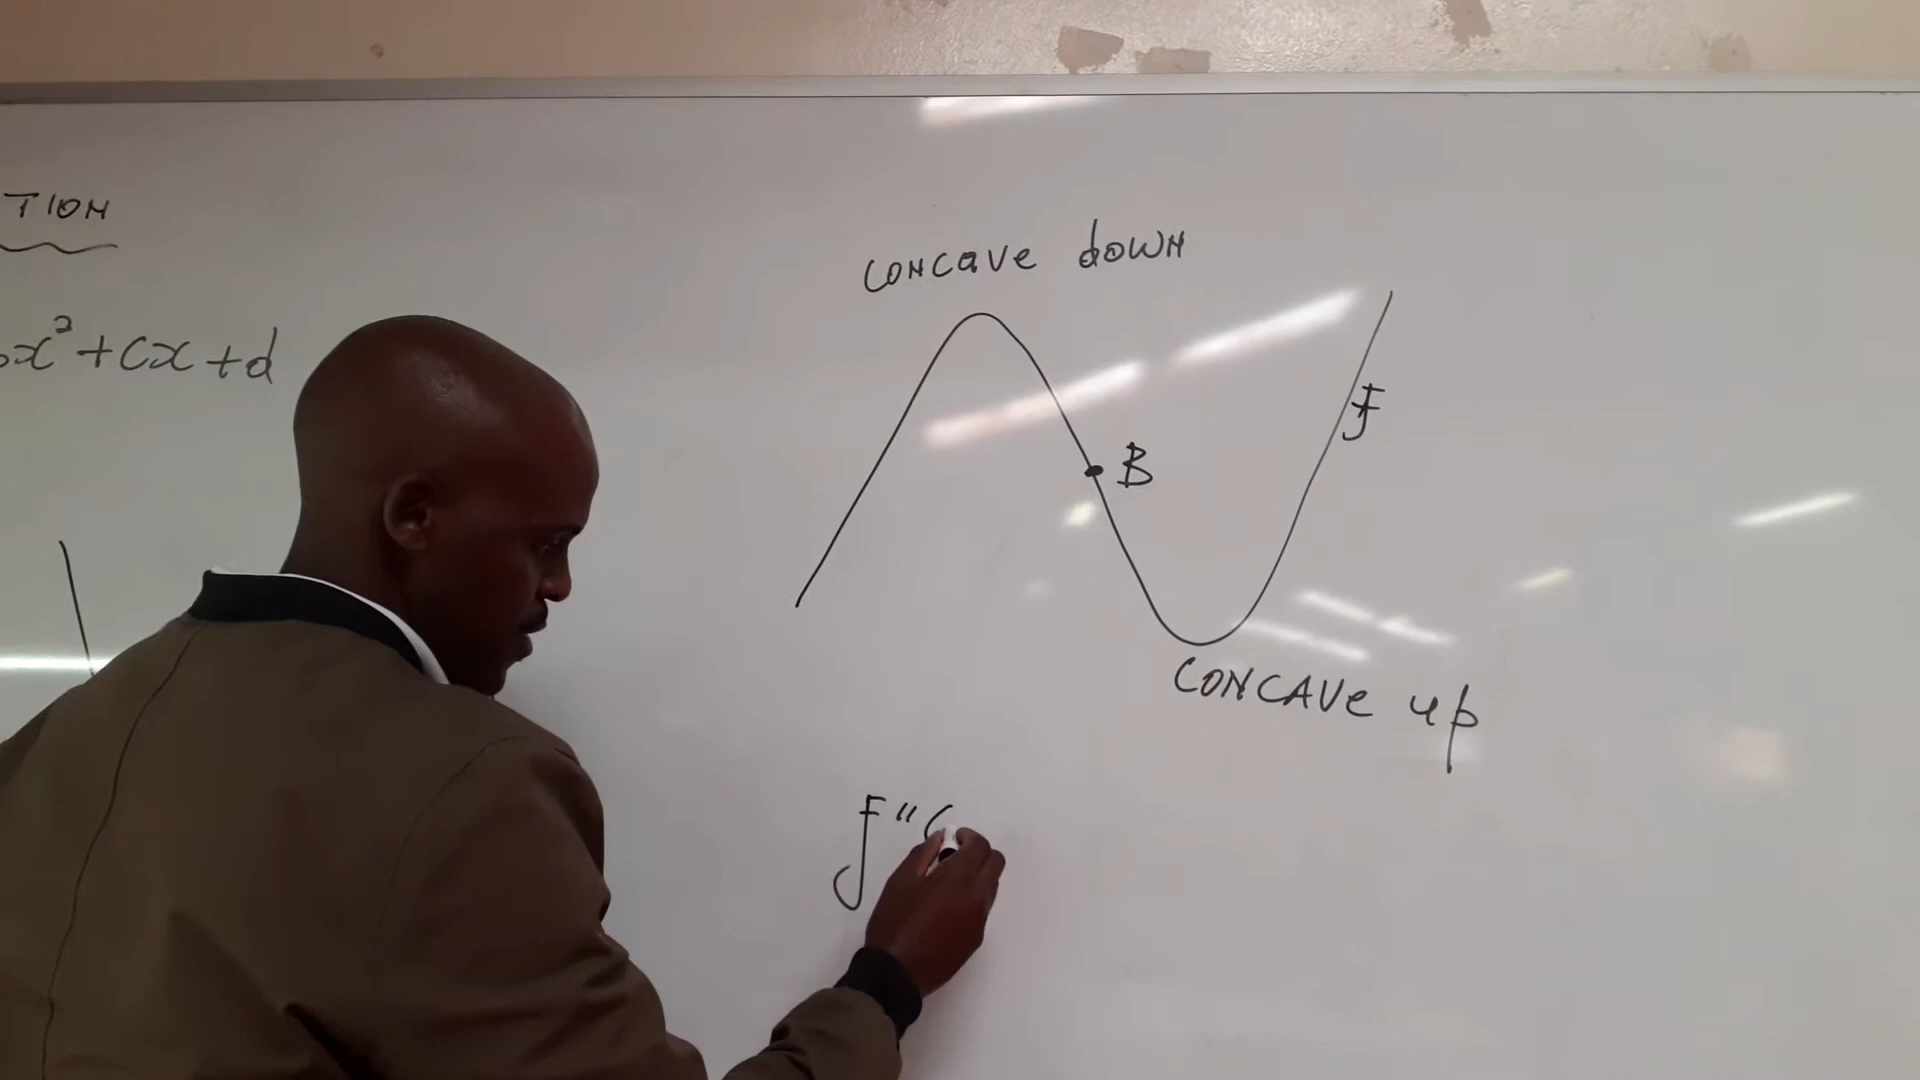 TION
x²+cx+d
concave down
B
f
CONCAVe up
f"(